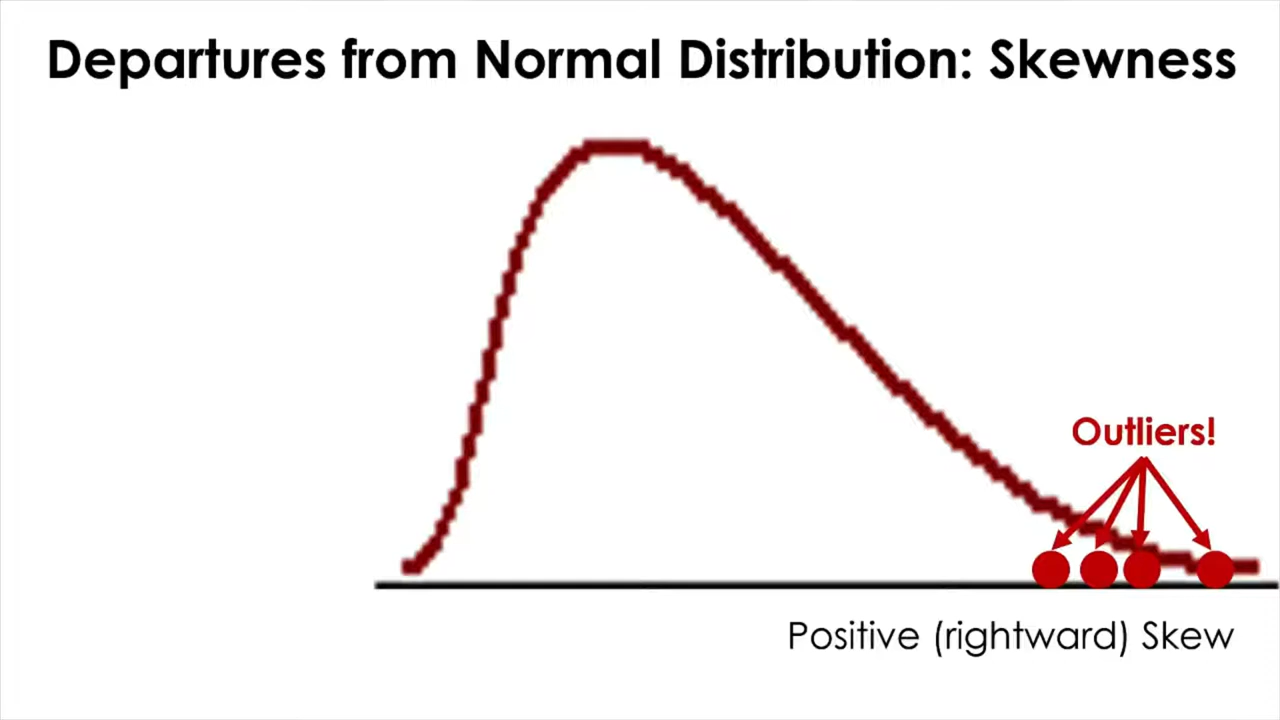 Departures from Normal Distribution: Skewness
Outliers!
Positive (rightward) Skew